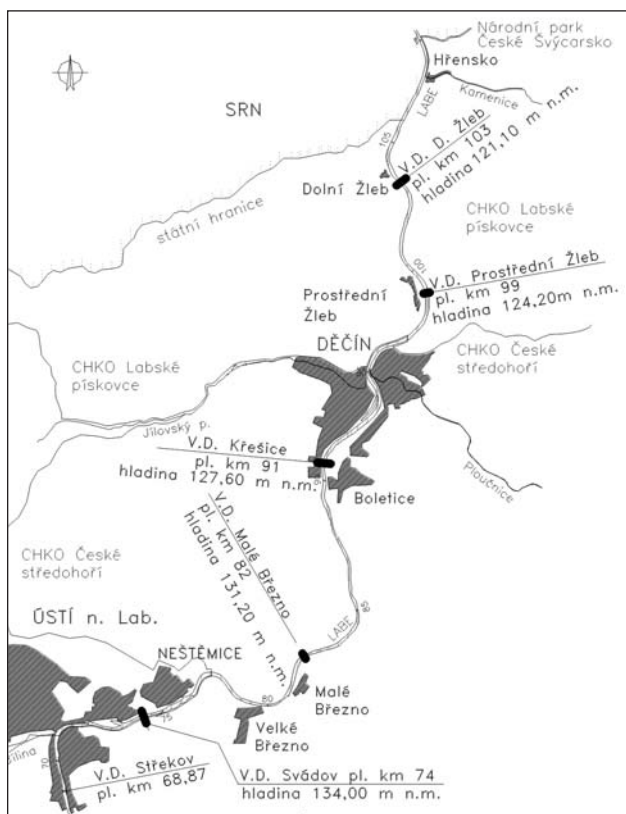 Národní park
České Švýcarsko
Hřensko
Kamenice
LABE
SRN
105
V.D. D. Žleb
pl. km 103
hladina 121,10 m n.m.
Dolní Žleb
státní hranice
CHKO Labské
pískovce
100
V.D. Prostřední Žleb
pl. km 99
hladina 124,20m n.m.
Prostřední
Žleb
DĚČÍN
CHKO České
středohoří
CHKO Labské
pískovce
Jílovský p.
V.D. Křešice
pl. km 91
hladina 127,60 m n.m.
Ploučnice
Boletice
V.D. Malé Březno
pl. km 82
hladina 131,20 m n.m.
CHKO České
středohoří
85
LABE
ÚSTÍ n. Lab.
NEŠTĚMICE
80
Malé
Březno
Velké
Březno
75
70
V.D. Střekov
pl. km 68,87
V.D. Svádov pl. km 74
hladina 134,00 m n.m.